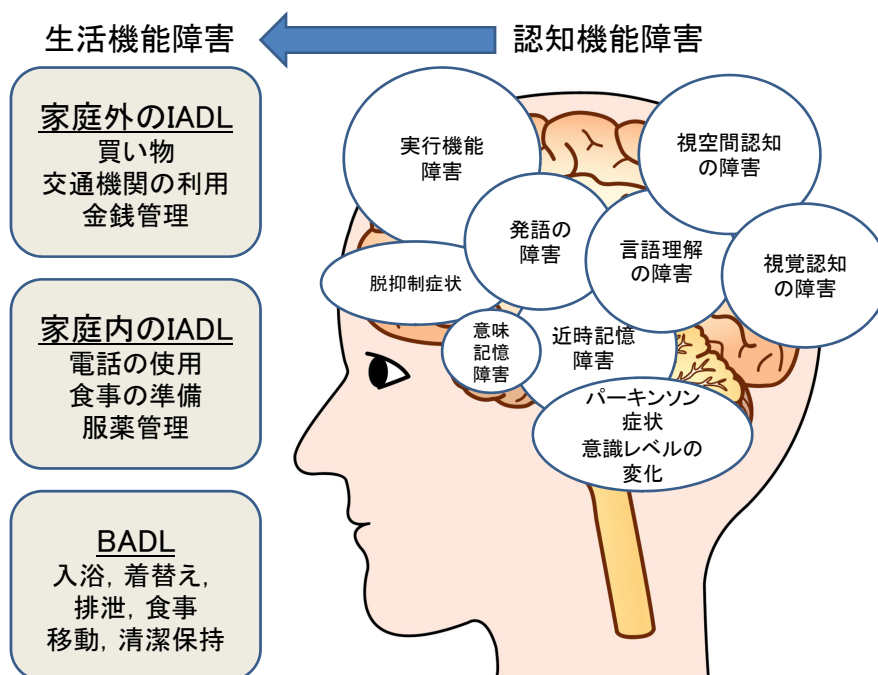 生活機能障害
認知機能障害
家庭外のIADL
買い物
交通機関の利用
金銭管理
家庭内のIADL
電話の使用
食事の準備
服薬管理
BADL
入浴, 着替え,
排泄, 食事
移動, 清潔保持
実行機能
障害
視空間認知
の障害
発語の
障害
言語理解
の障害
視覚認知
の障害
脱抑制症状
意味
記憶
障害
近時記憶
障害
パーキンソン
症状
意識レベルの
変化